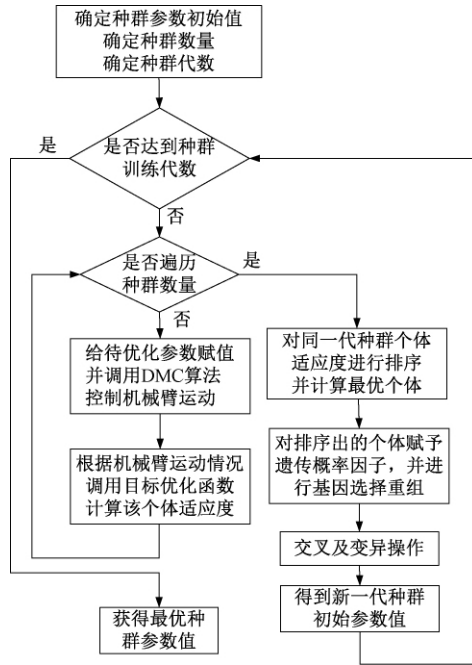 确定种群参数初始值
确定种群数量
确定种群代数
是
是否达到种群
训练代数
否
是否遍历
种群数量
是
否
给待优化参数赋值
并调用DMC算法
控制机械臂运动
对同一代种群个体
适应度进行排序
并计算最优个体
根据机械臂运动情况
调用目标优化函数
计算该个体适应度
对排序出的个体赋予
遗传概率因子，并进
行基因选择重组
交叉及变异操作
获得最优种
群参数值
得到新一代种群
初始参数值